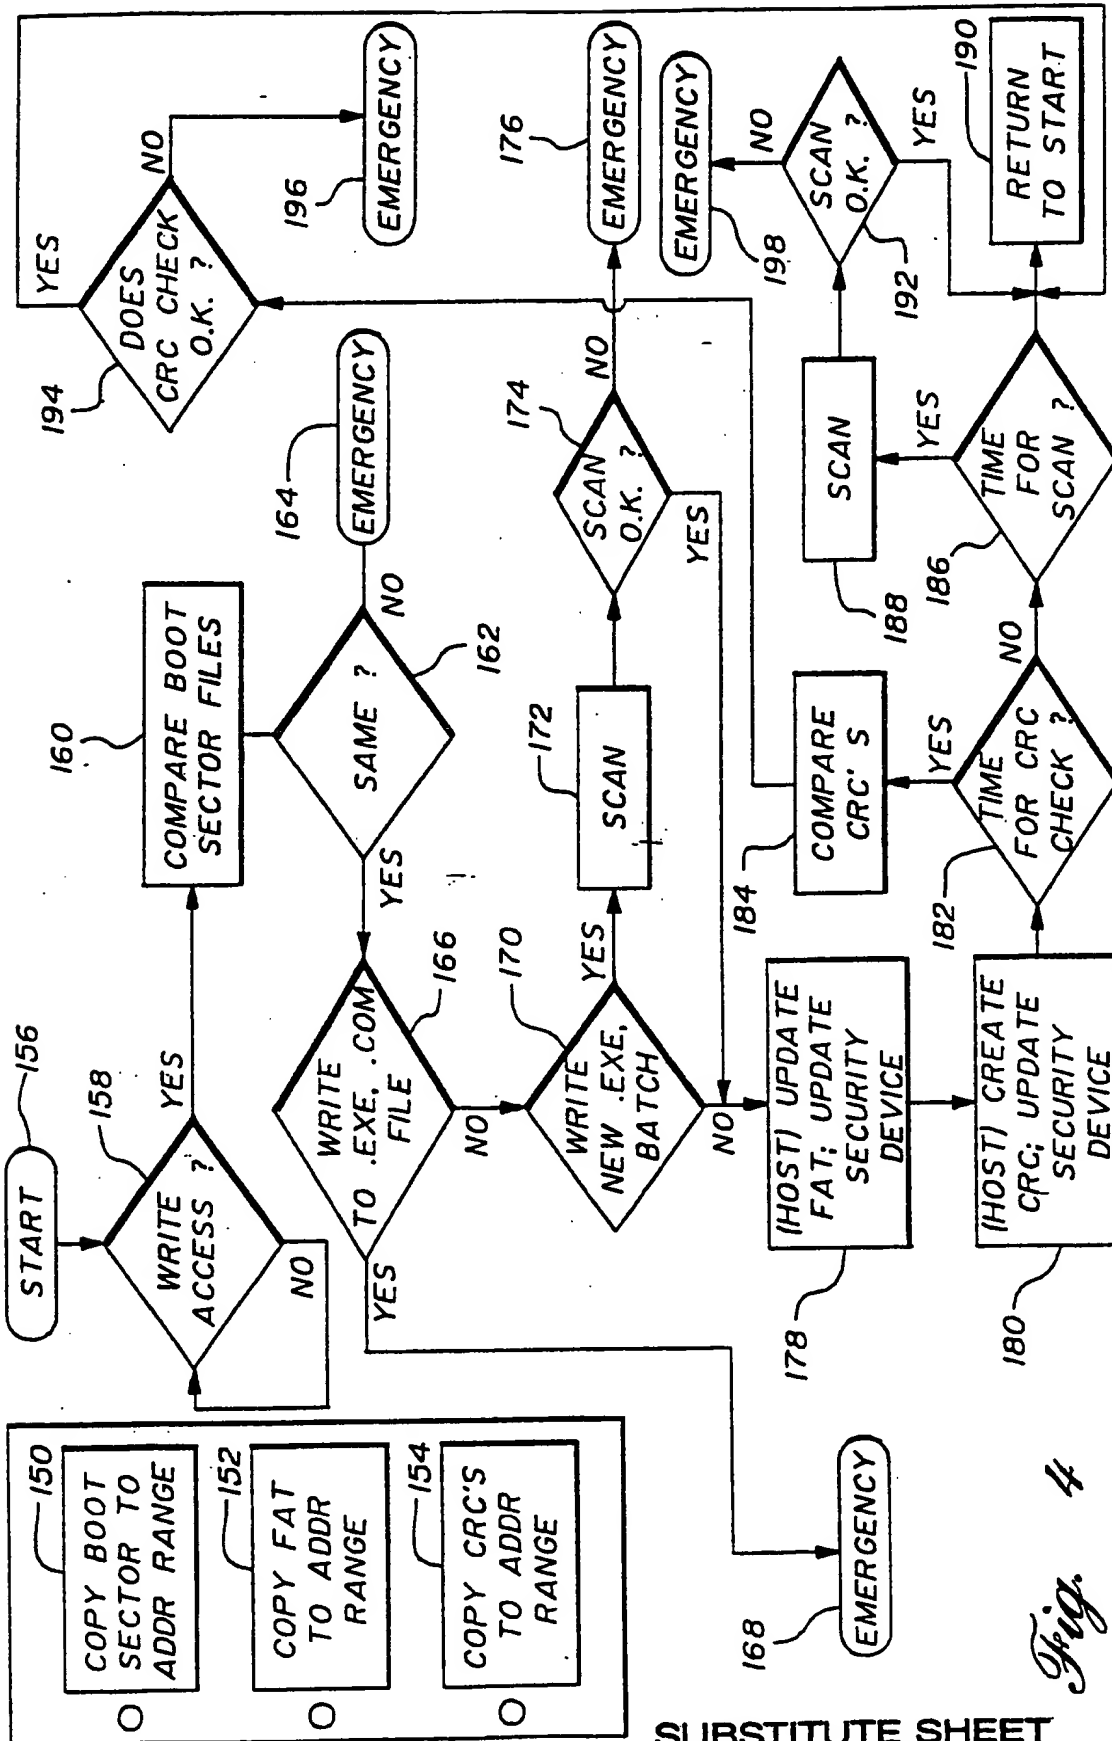 150
COPY BOOT
SECTOR TO
ADDR RANGE
152
COPY FAT
TO ADDR
RANGE
154
COPY CRC'S
TO ADDR
RANGE
START
156
WRITE
ACCESS ?
158
YES
NO
160
COMPARE BOOT
SECTOR FILES
SAME ?
162
YES
NO
164
EMERGENCY
194
DOES
CRC CHECK
O.K. ?
YES
NO
196
EMERGENCY
WRITE
TO .EXE, .COM
FILE
166
YES
NO
168
EMERGENCY
WRITE
NEW .EXE,
BATCH
170
YES
NO
172
SCAN
SCAN
O.K. ?
174
NO
YES
176
EMERGENCY
178
(HOST) UPDATE
FAT; UPDATE
SECURITY
DEVICE
180
(HOST) CREATE
CRC; UPDATE
SECURITY
DEVICE
182
TIME
FOR CRC
CHECK ?
YES
NO
184
COMPARE
CRC'S
186
TIME
FOR
SCAN ?
YES
188
SCAN
SCAN
O.K. ?
192
NO
YES
198
EMERGENCY
190
RETURN
TO START
Fig. 4
SUBSTITUTE SHEET